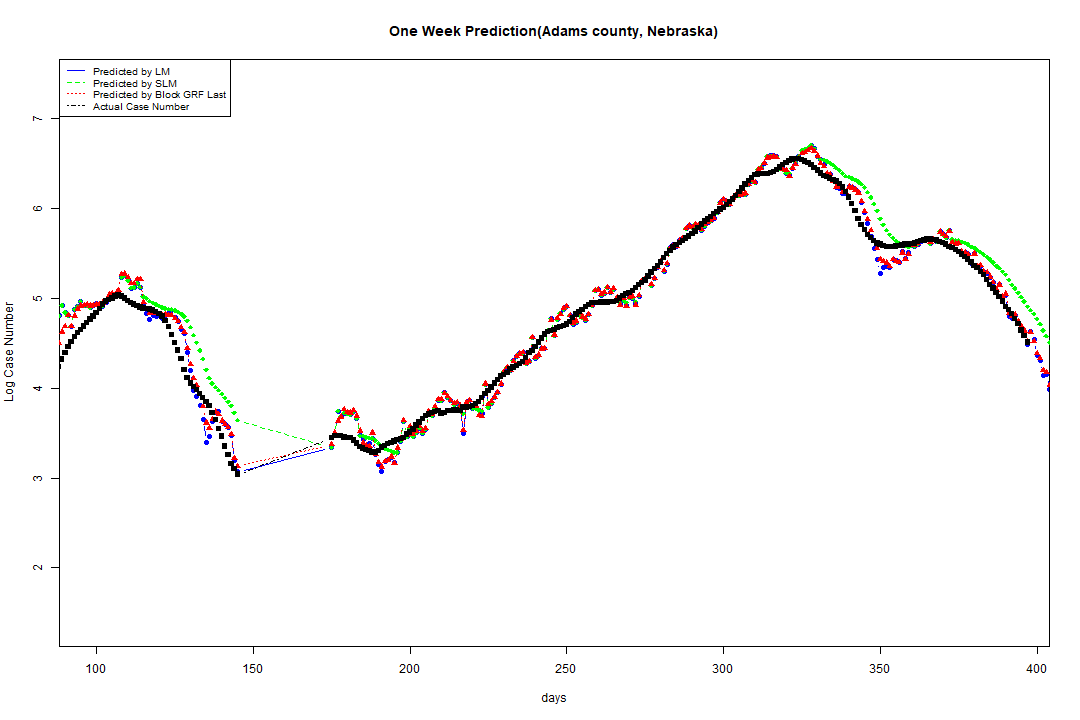 One Week Prediction(Adams county, Nebraska)
Predicted by LM
Predicted by SLM
Predicted by Block GRF Last
Actual Case Number
Log Case Number
7
6
5
4
3
2
100 150 200 250 300 350 400
days